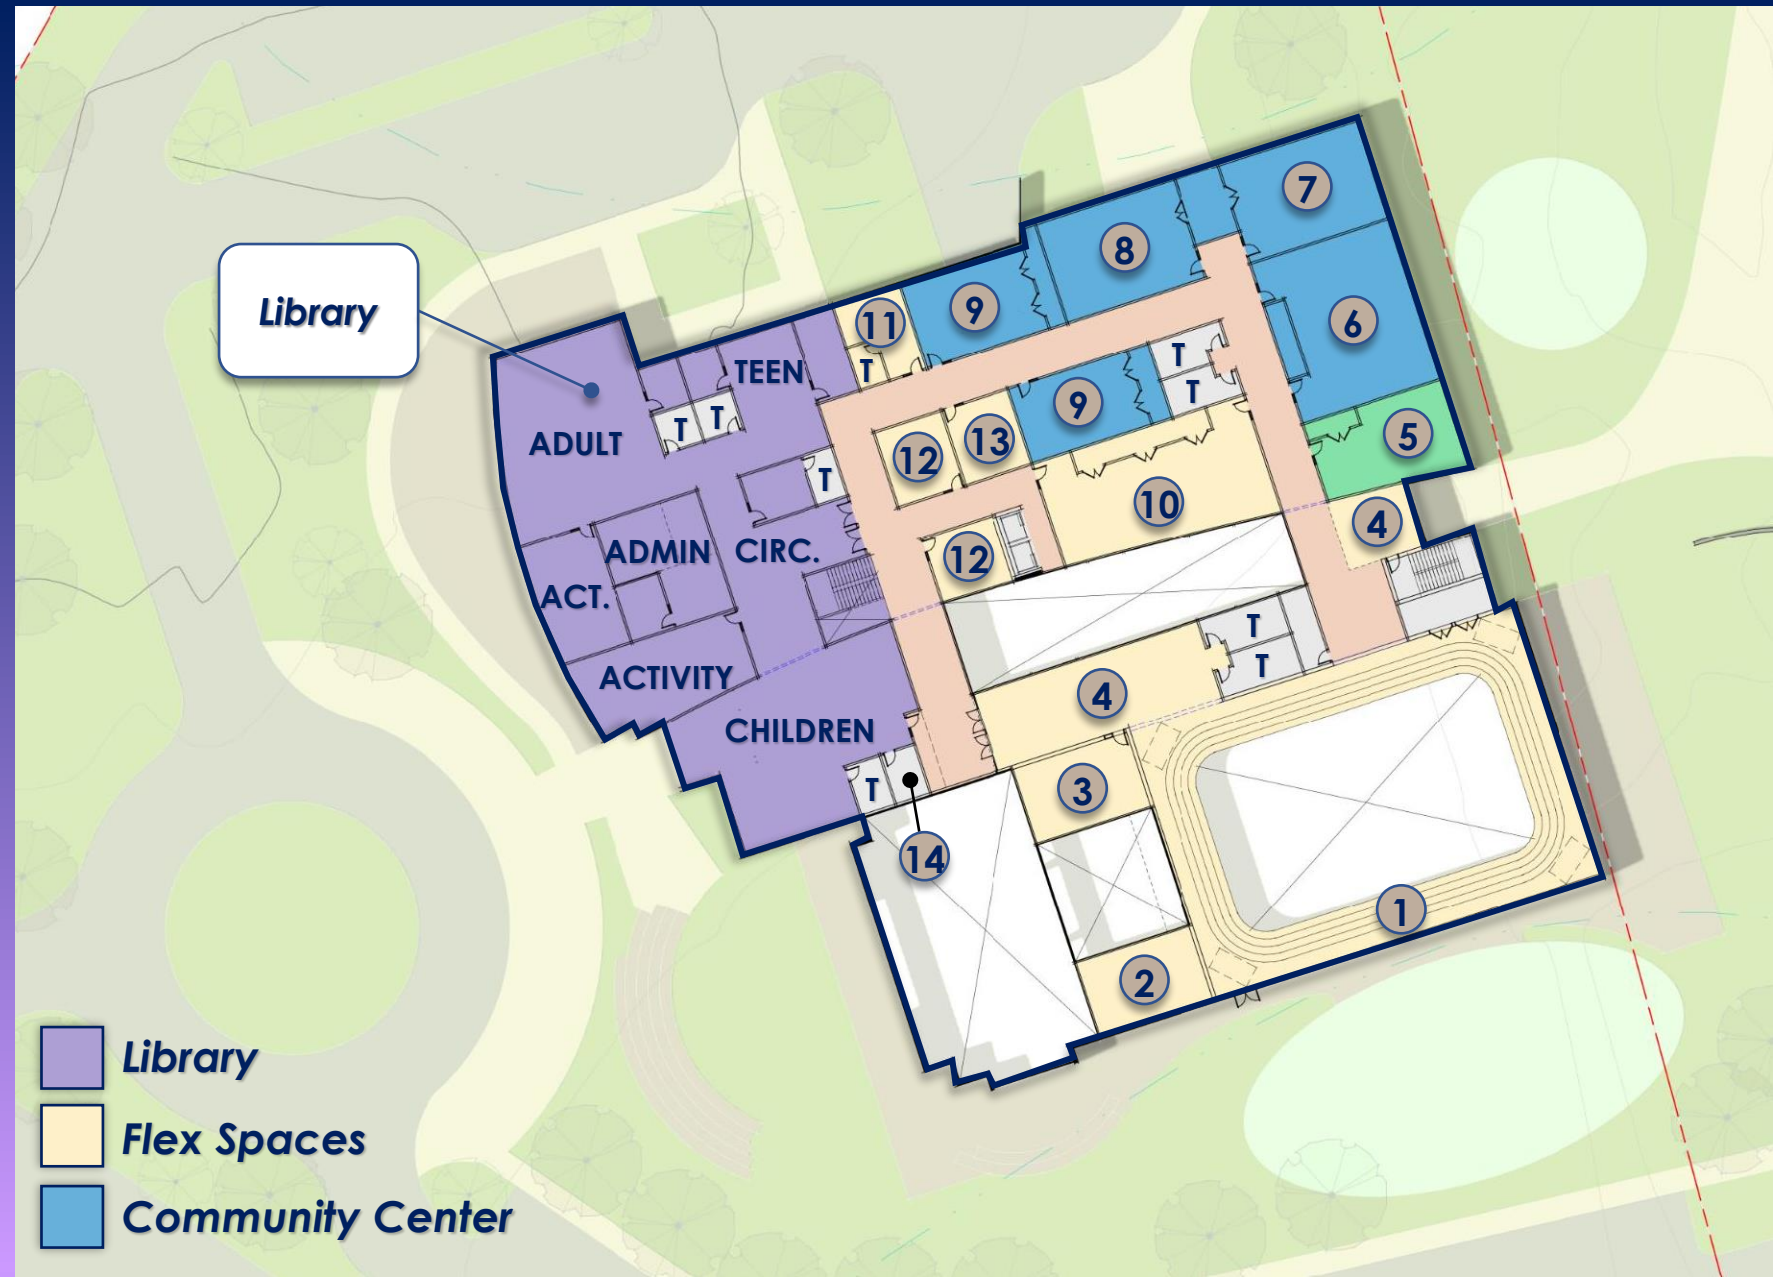 7
8
Library
9
11
6
TEEN
T
T
T
9
T
T
5
ADULT
13
12
T
10
4
ADMIN
CIRC.
12
ACT.
T
T
ACTIVITY
4
CHILDREN
T
3
14
1
2
Library
Flex Spaces
Community Center